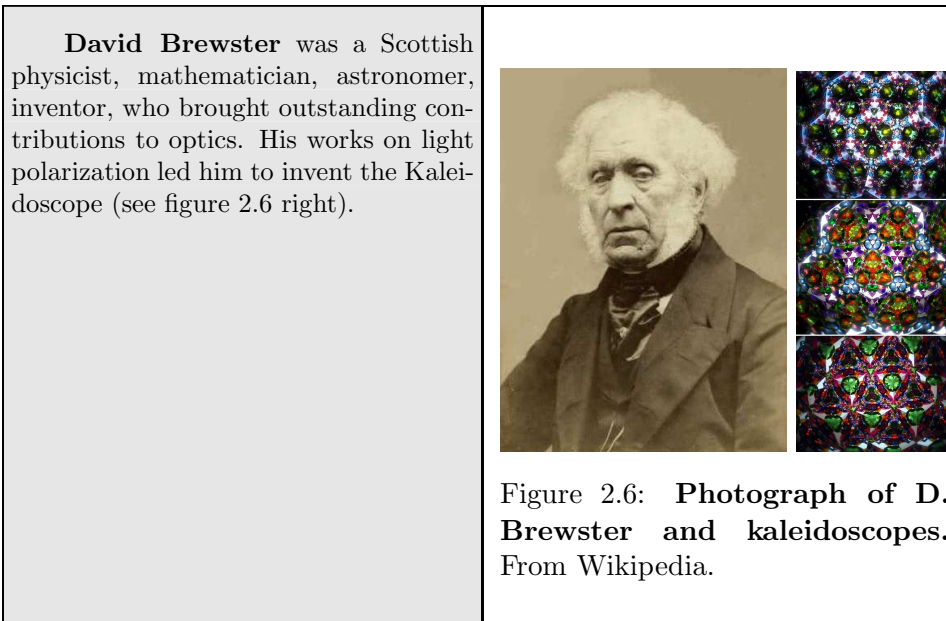 David Brewster was a Scottish
physicist, mathematician, astronomer,
inventor, who brought outstanding con-
tributions to optics. His works on light
polarization led him to invent the Kalei-
doscope (see figure 2.6 right).
Figure 2.6: Photograph of D.
Brewster and kaleidoscopes.
From Wikipedia.